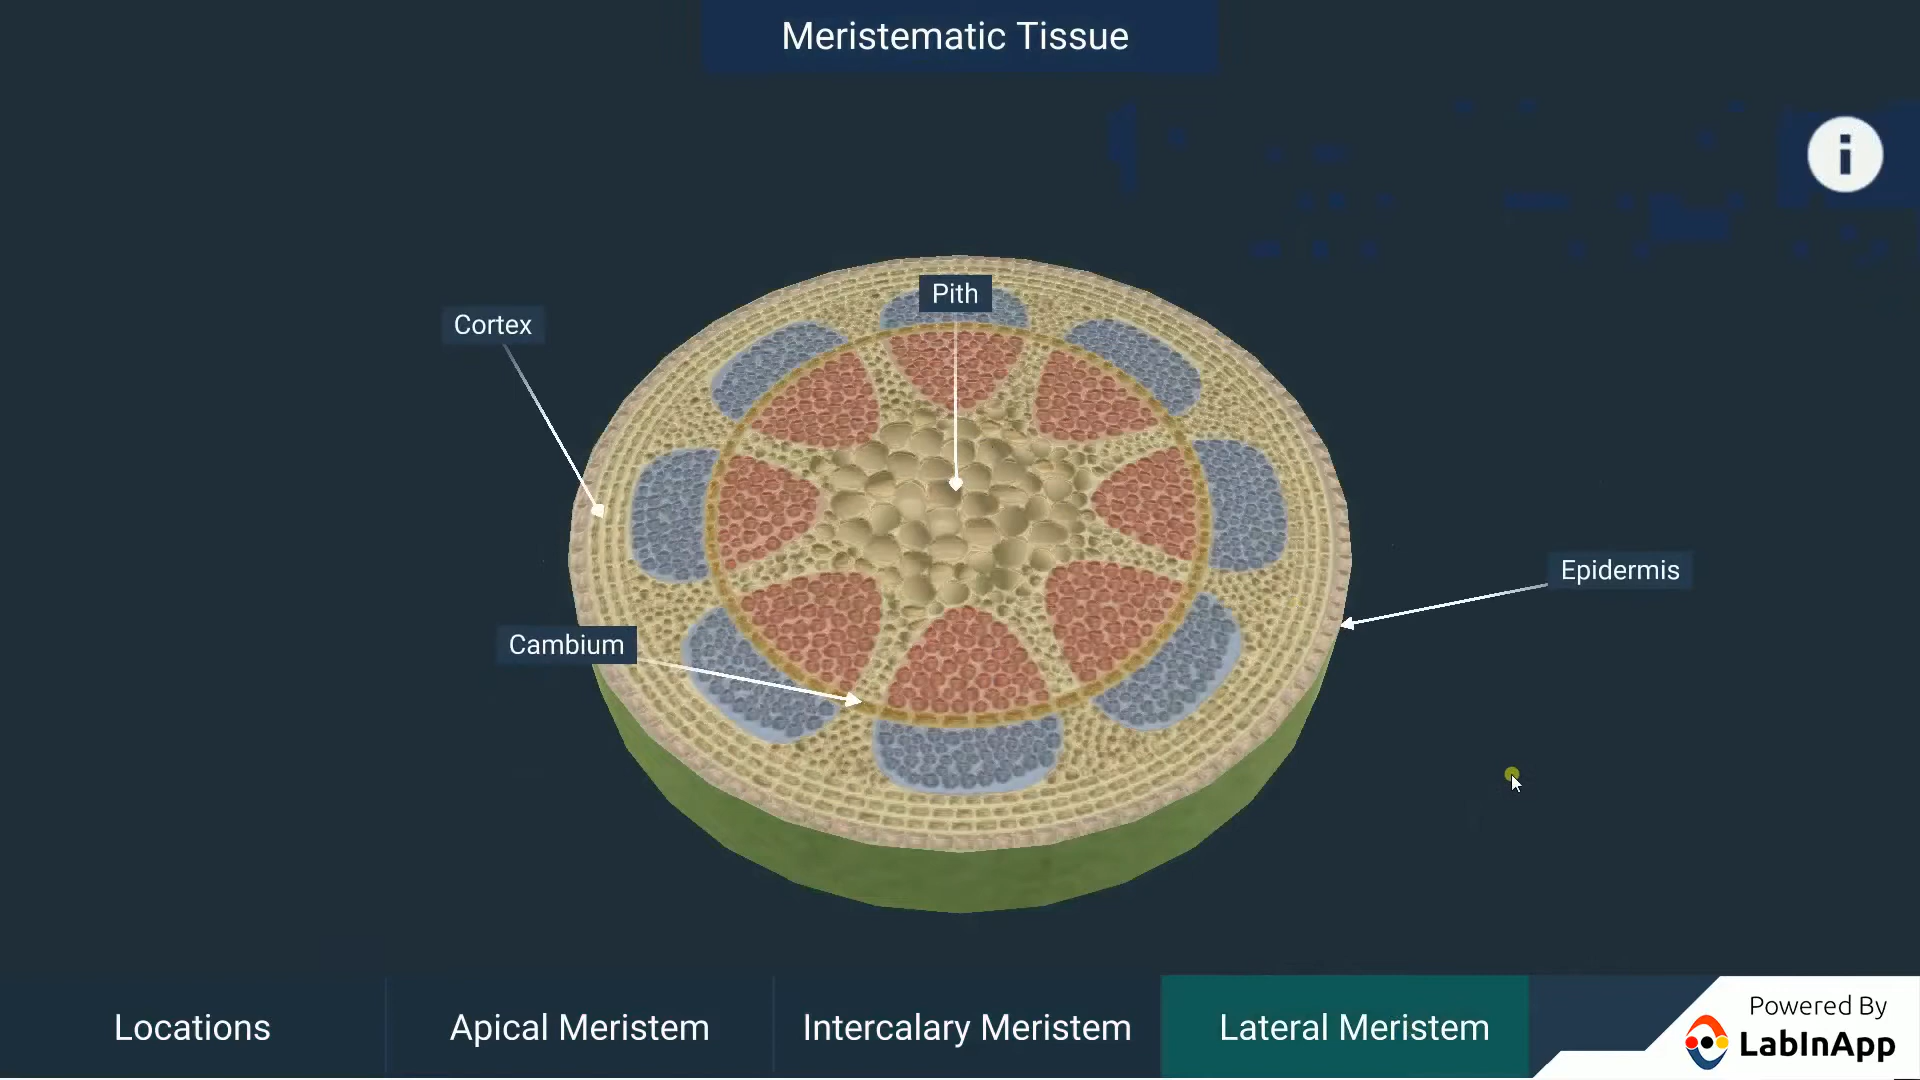 Meristematic Tissue
i
Pith
Cortex
Epidermis
Cambium
Locations
Apical Meristem
Intercalary Meristem
Lateral Meristem
Powered By
LabInApp